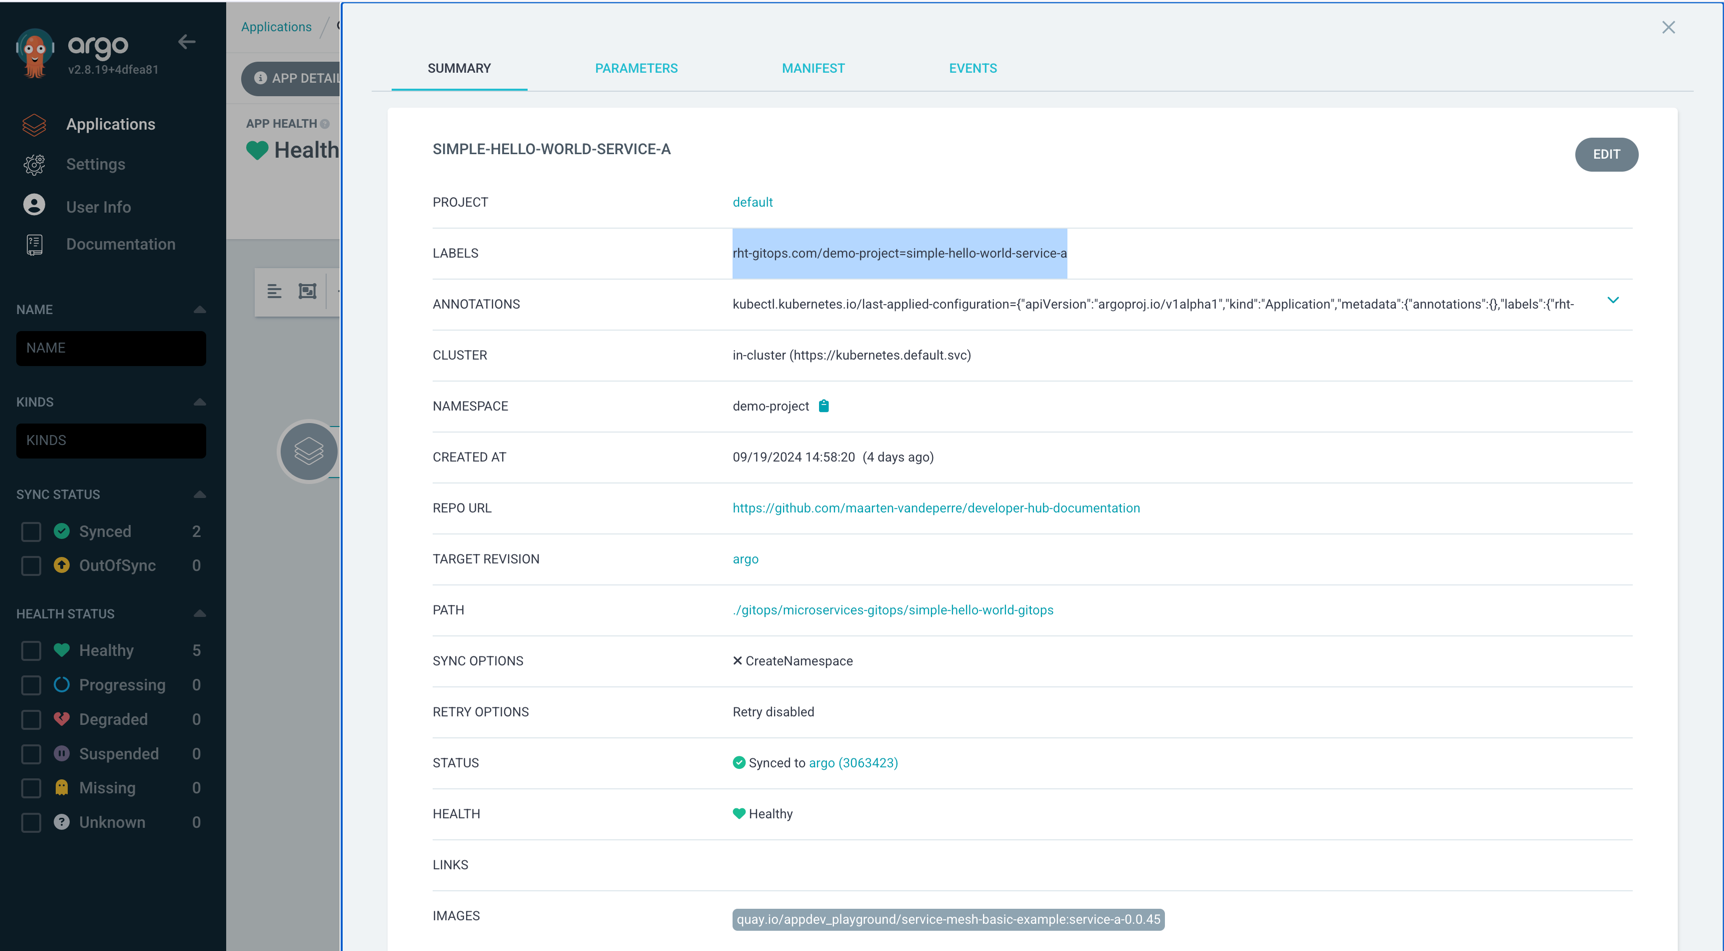 argo
v2.8.19+4dfea81
Applications
Settings
User Info
Documentation
NAME
NAME
KINDS
KINDS
SYNC STATUS
Synced 2
OutOfSync 0
HEALTH STATUS
Healthy 5
Progressing 0
Degraded 0
Suspended 0
Missing 0
Unknown 0
Applications /
APP DETAI
APP HEALTH
Health
SUMMARY PARAMETERS MANIFEST EVENTS
SIMPLE-HELLO-WORLD-SERVICE-A
EDIT
PROJECT default
LABELS rht-gitops.com/demo-project=simple-hello-world-service-a
ANNOTATIONS kubectl.kubernetes.io/last-applied-configuration={"apiVersion":"argoproj.io/v1alpha1","kind":"Application","metadata":{"annotations":{},"labels":{"rht-
CLUSTER in-cluster (https://kubernetes.default.svc)
NAMESPACE demo-project
CREATED AT 09/19/2024 14:58:20 (4 days ago)
REPO URL https://github.com/maarten-vandeperre/developer-hub-documentation
TARGET REVISION argo
PATH ./gitops/microservices-gitops/simple-hello-world-gitops
SYNC OPTIONS CreateNamespace
RETRY OPTIONS Retry disabled
STATUS Synced to argo (3063423)
HEALTH Healthy
LINKS
IMAGES quay.io/appdev_playground/service-mesh-basic-example:service-a-0.0.45